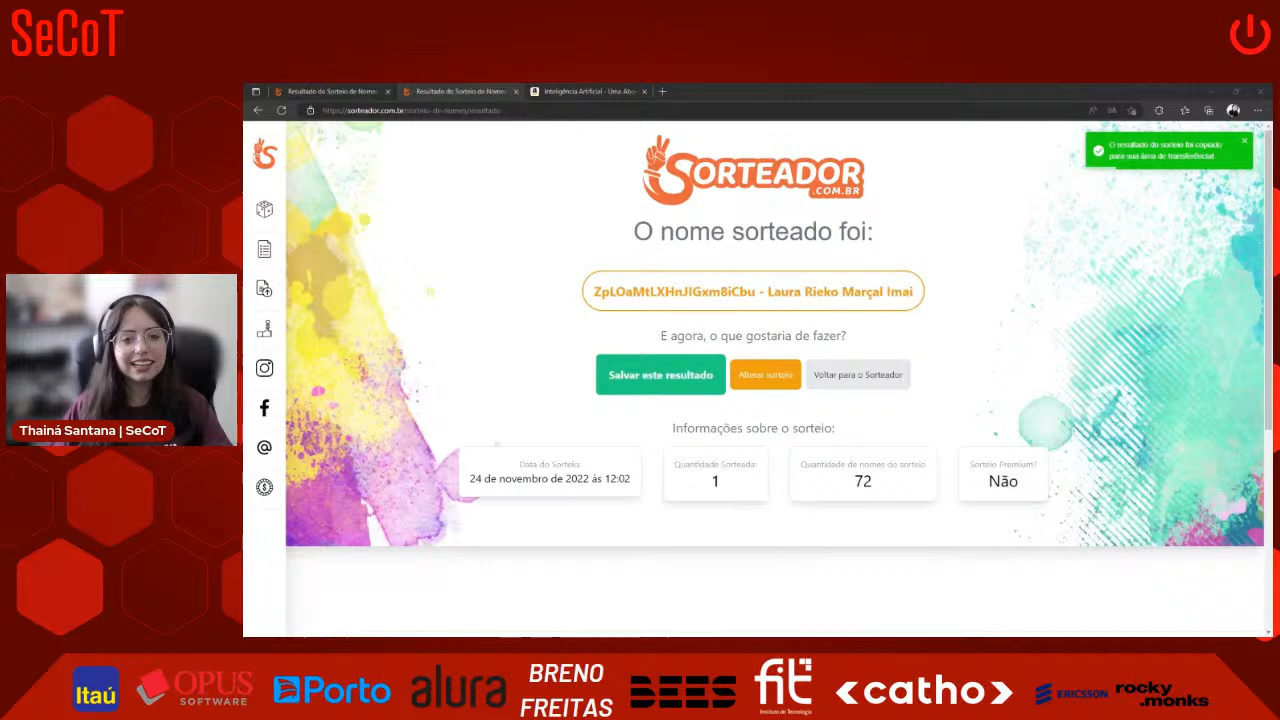 SeCoT
Resultado do Sorteio de Nomes
Resultado do Sorteio de Nomes
Inteligência Artificial - Uma Abo
https://sorteador.com.br/sorteio-de-nomes/resultado
O resultado do sorteio foi copiado
para sua área de transferência!
SORTEADOR
.COM.BR
O nome sorteado foi:
ZpLOaMtLXHnJIGxm8iCbu - Laura Rieko Marçal Imai
E agora, o que gostaria de fazer?
Salvar este resultado
Alterar sorteio
Voltar para o Sorteador
Informações sobre o sorteio:
Data do Sorteio:
24 de novembro de 2022 às 12:02
Quantidade Sorteada:
1
Quantidade de nomes do sorteio
72
Sorteio Premium?
Não
Thainá Santana | SeCoT
Itaú
OPUS
SOFTWARE
Porto
alura
BRENO
FREITAS
BEES
fit
Instituto de Tecnologia
<catho>
ERICSSON
rocky
.monks